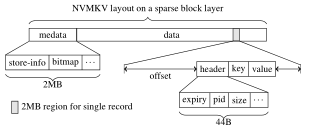 NVMKV layout on a sparse block layer
medata data
store-info bitmap ...
2MB
offset
header key value
2MB region for single record
expiry pid size ...
44B